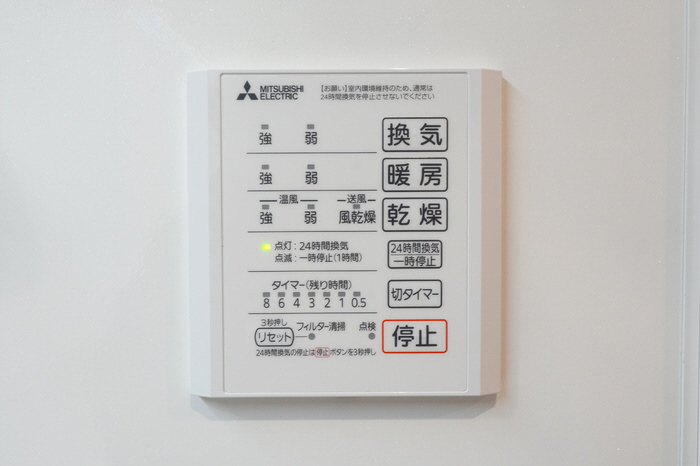 MITSUBISHI
ELECTRIC
【お願い】室内環境維持のため、通常は
24時間換気を停止させないでください
強 弱 換気
強 弱 暖房
温風 送風
強 弱 風乾燥 乾燥
点灯：24時間換気
点滅：一時停止(1時間)
24時間換気
一時停止
タイマー(残り時間)
8 6 4 3 2 1 0.5
切タイマー
3秒押し
リセット フィルター清掃 点検
停止
24時間換気の停止は停止ボタンを3秒押し